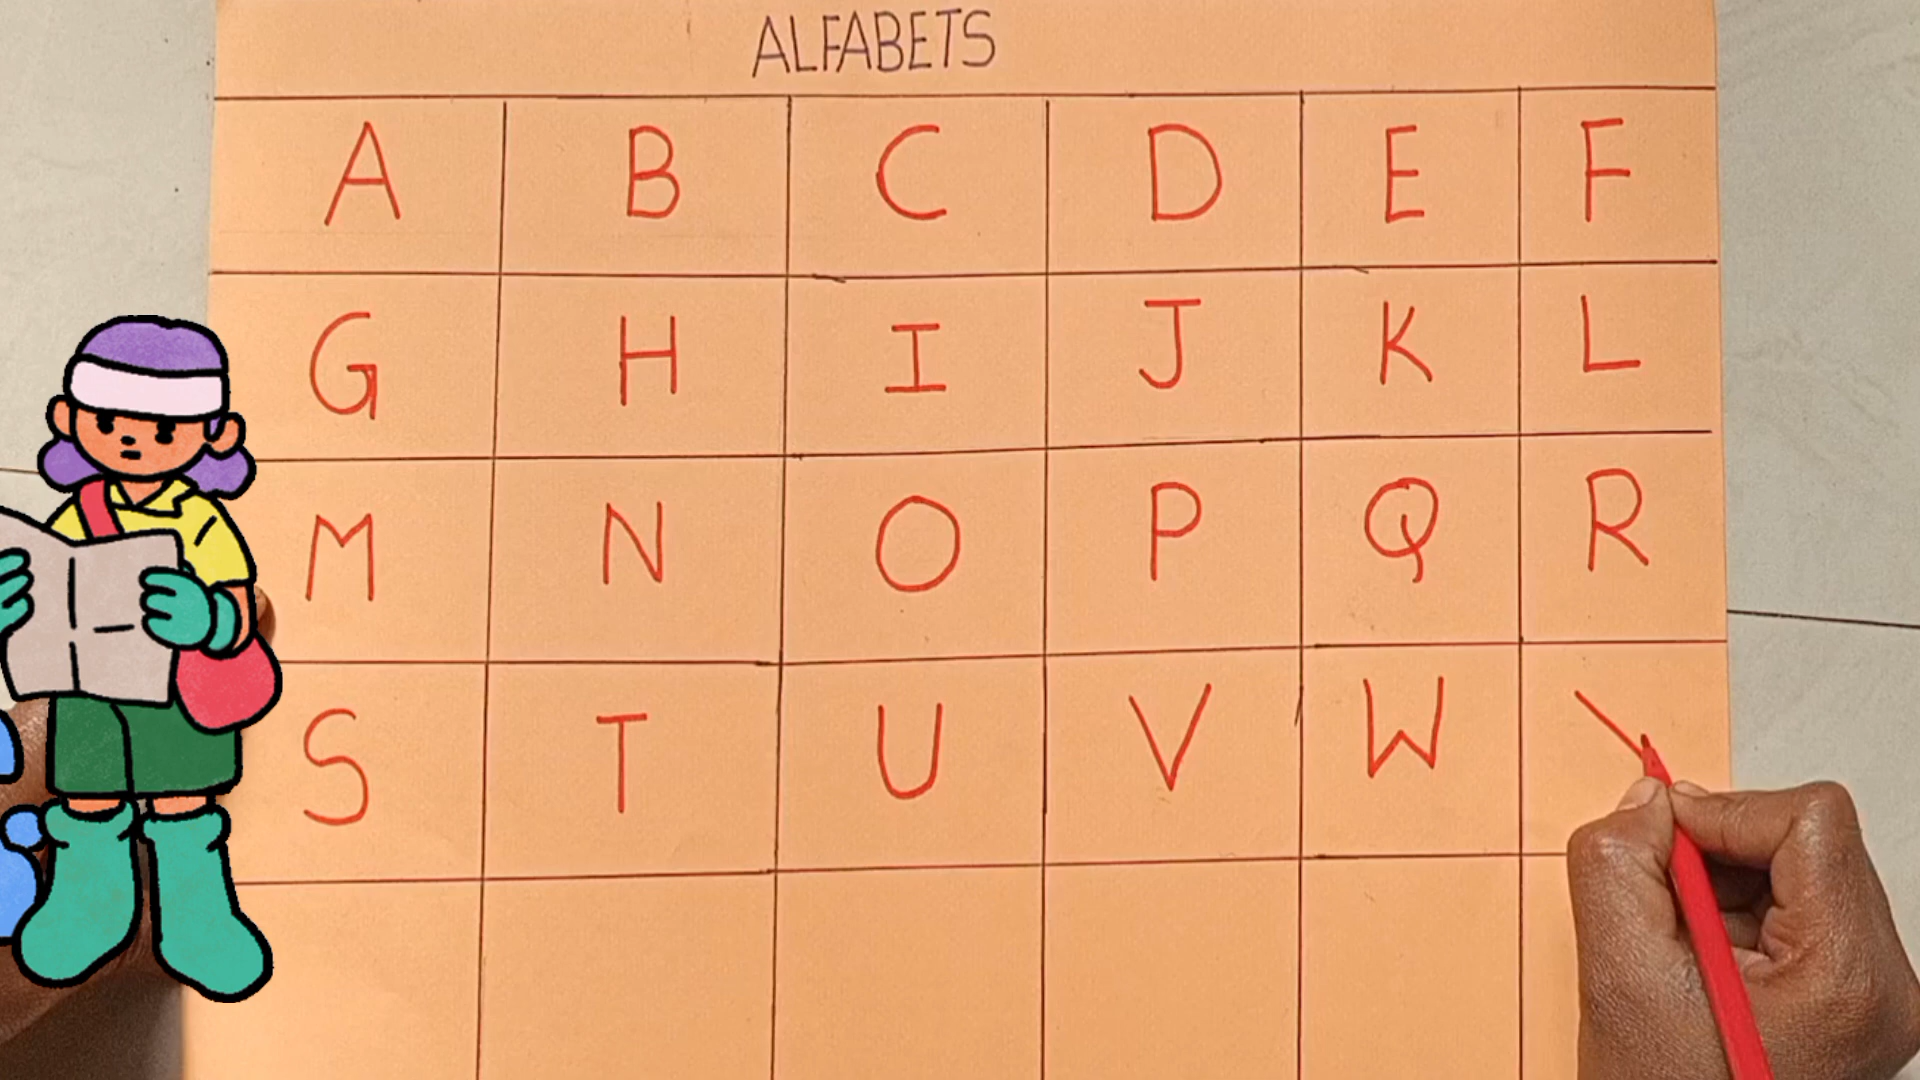 ALFABETS
A B C D E F
G H I J K L
M N O P Q R
S T U V W